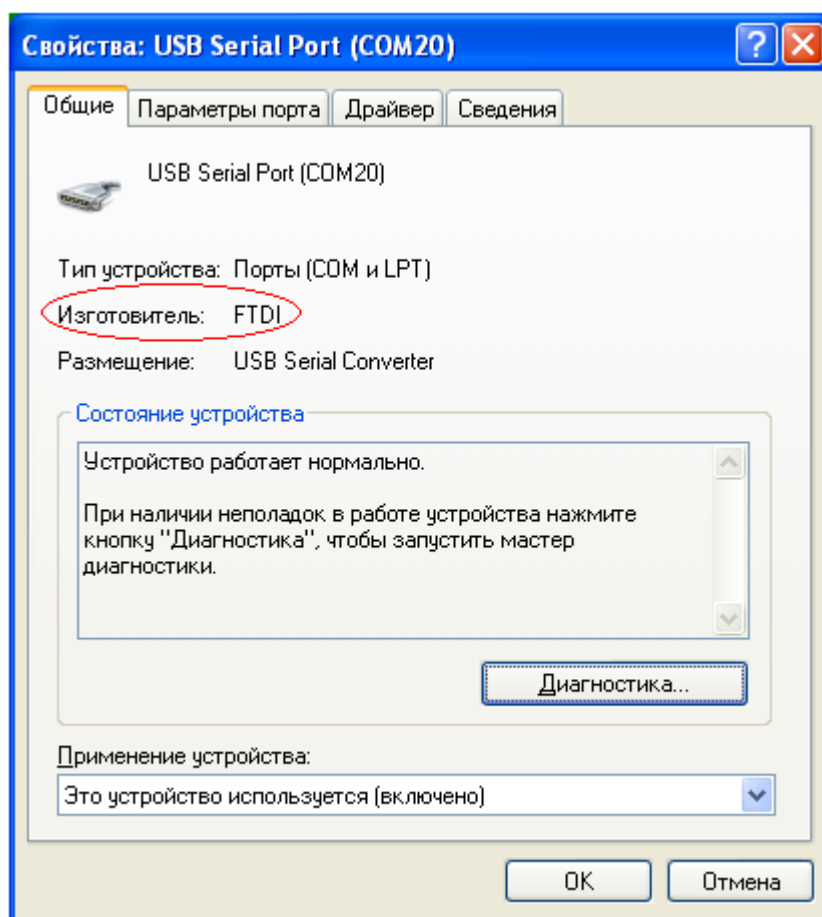 Свойства: USB Serial Port (COM20)
Общие Параметры порта Драйвер Сведения
USB Serial Port (COM20)
Тип устройства: Порты (COM и LPT)
Изготовитель: FTDI
Размещение: USB Serial Converter
Состояние устройства
Устройство работает нормально.
При наличии неполадок в работе устройства нажмите
кнопку "Диагностика", чтобы запустить мастер
диагностики.
Диагностика...
Применение устройства:
Это устройство используется (включено)
OK Отмена